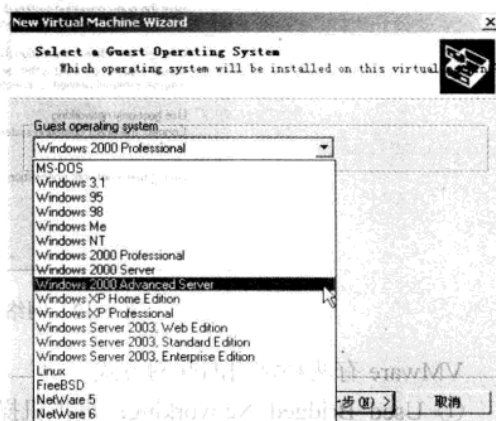 New Virtual Machine Wizard
Select a Guest Operating System
Which operating system will be installed on this virtual
Guest operating system
Windows 2000 Professional
MS-DOS
Windows 3.1
Windows 95
Windows 98
Windows Me
Windows NT
Windows 2000 Professional
Windows 2000 Server
Windows 2000 Advanced Server
Windows XP Home Edition
Windows XP Professional
Windows Server 2003, Web Edition
Windows Server 2003, Standard Edition
Windows Server 2003, Enterprise Edition
Linux
FreeBSD
NetWare 5
NetWare 6
步(N) >
取消